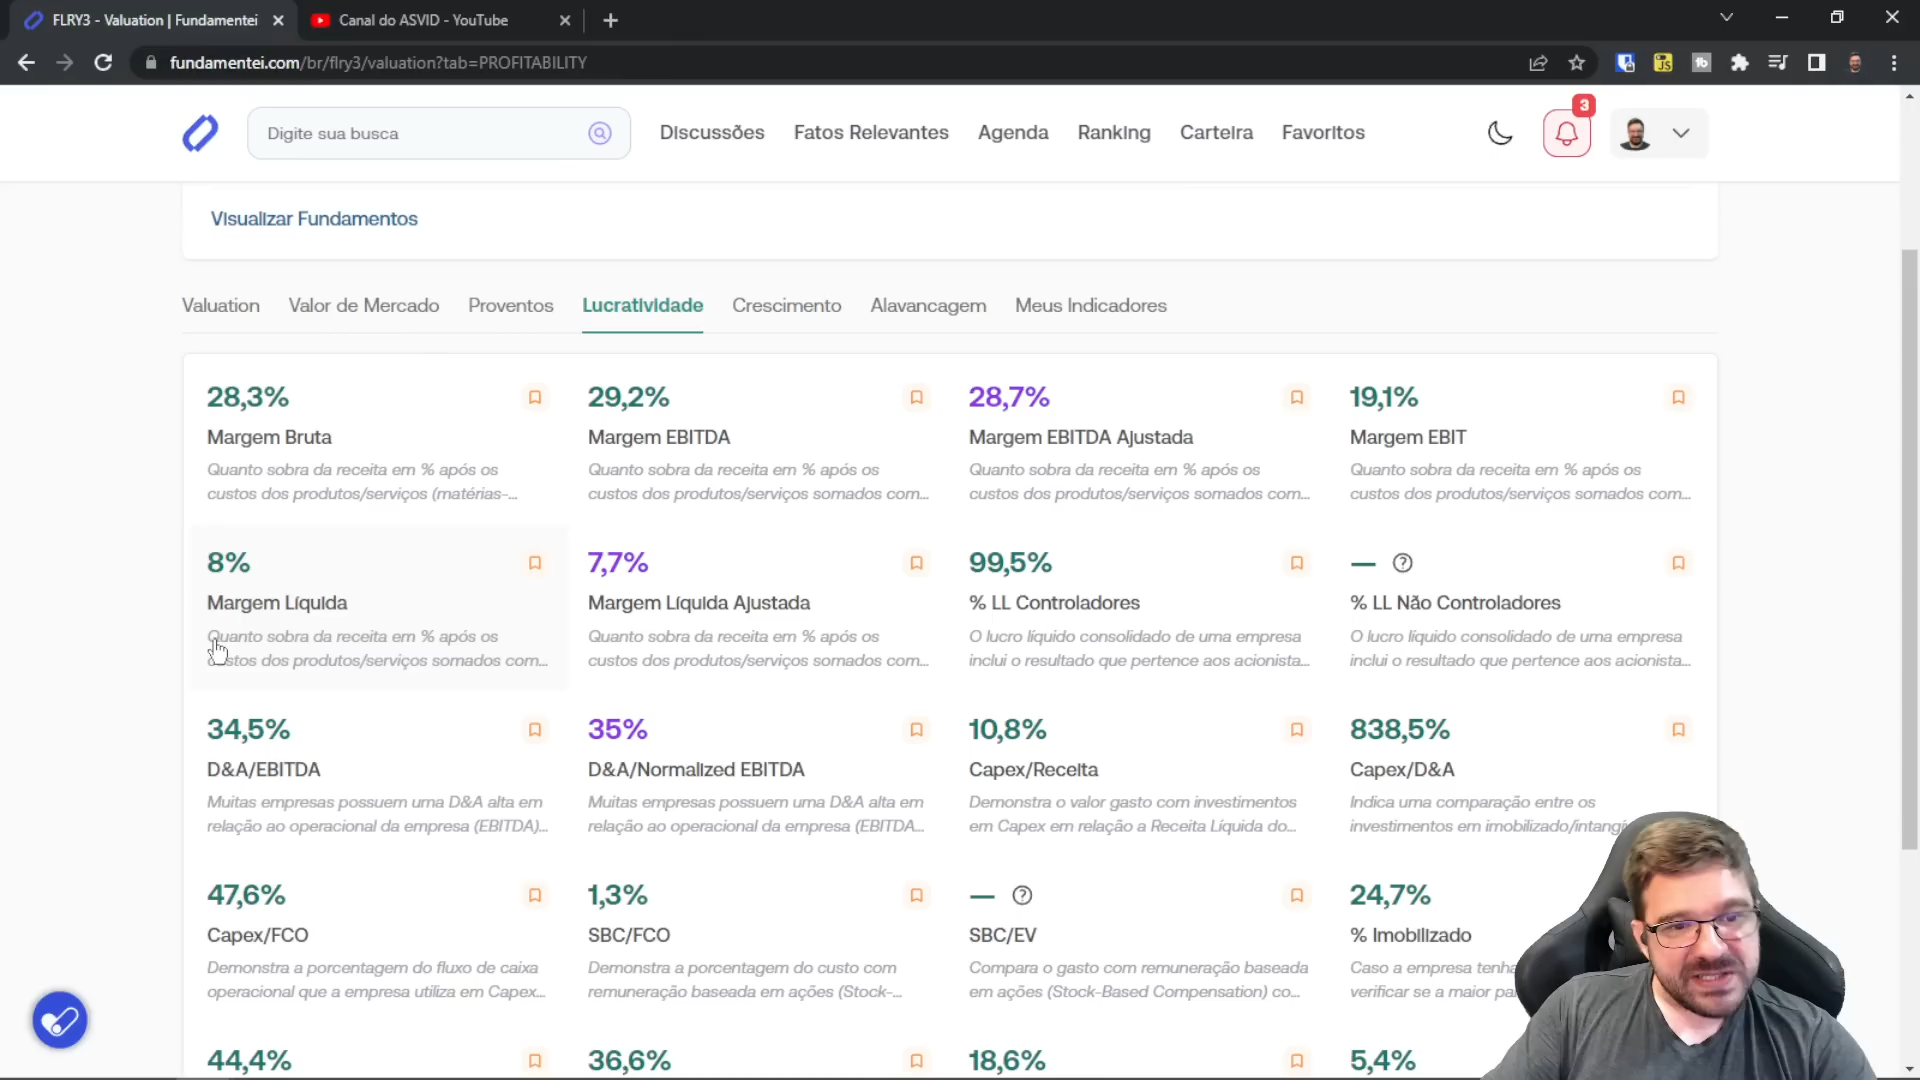 FLRY3 - Valuation | Fundamentei
Canal do ASVID - YouTube
fundamentei.com/br/flry3/valuation?tab=PROFITABILITY
Digite sua busca
Discussões
Fatos Relevantes
Agenda
Ranking
Carteira
Favoritos
3
Visualizar Fundamentos
Valuation
Valor de Mercado
Proventos
Lucratividade
Crescimento
Alavancagem
Meus Indicadores
28,3%
Margem Bruta
Quanto sobra da receita em % após os
custos dos produtos/serviços (matérias-...
29,2%
Margem EBITDA
Quanto sobra da receita em % após os
custos dos produtos/serviços somados com...
28,7%
Margem EBITDA Ajustada
Quanto sobra da receita em % após os
custos dos produtos/serviços somados com...
19,1%
Margem EBIT
Quanto sobra da receita em % após os
custos dos produtos/serviços somados com...
8%
Margem Líquida
Quanto sobra da receita em % após os
custos dos produtos/serviços somados com...
7,7%
Margem Líquida Ajustada
Quanto sobra da receita em % após os
custos dos produtos/serviços somados com...
99,5%
% LL Controladores
O lucro líquido consolidado de uma empresa
inclui o resultado que pertence aos acionista...
—
% LL Não Controladores
O lucro líquido consolidado de uma empresa
inclui o resultado que pertence aos acionista...
34,5%
D&A/EBITDA
Muitas empresas possuem uma D&A alta em
relação ao operacional da empresa (EBITDA)...
35%
D&A/Normalized EBITDA
Muitas empresas possuem uma D&A alta em
relação ao operacional da empresa (EBITDA...
10,8%
Capex/Receita
Demonstra o valor gasto com investimentos
em Capex em relação a Receita Líquida do...
838,5%
Capex/D&A
Indica uma comparação entre os
investimentos em imobilizado/intangí
47,6%
Capex/FCO
Demonstra a porcentagem do fluxo de caixa
operacional que a empresa utiliza em Capex...
1,3%
SBC/FCO
Demonstra a porcentagem do custo com
remuneração baseada em ações (Stock-...
—
SBC/EV
Compara o gasto com remuneração baseada
em ações (Stock-Based Compensation) co...
24,7%
% Imobilizado
Caso a empresa tenha
verificar se a maior pa
44,4%
36,6%
18,6%
5,4%